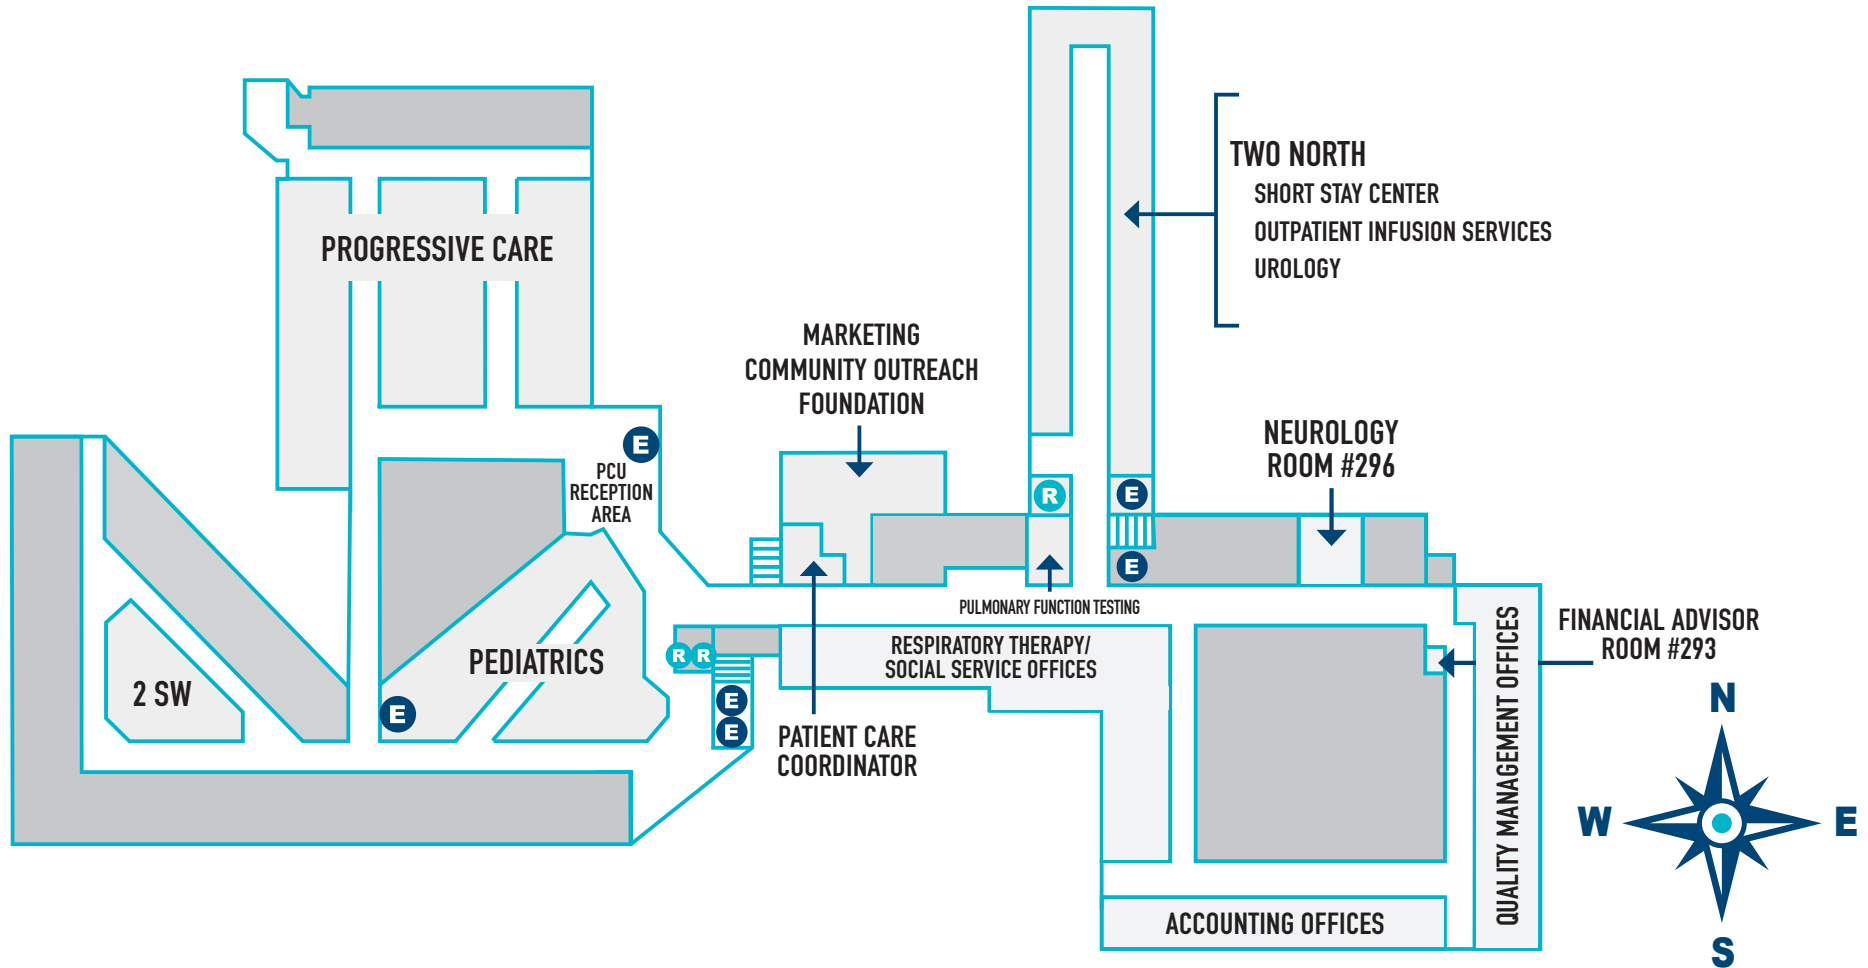 TWO NORTH
SHORT STAY CENTER
OUTPATIENT INFUSION SERVICES
UROLOGY
PROGRESSIVE CARE
MARKETING
COMMUNITY OUTREACH
FOUNDATION
NEUROLOGY
ROOM #296
E
PCU
RECEPTION
AREA
R
E
E
PULMONARY FUNCTION TESTING
RESPIRATORY THERAPY/
SOCIAL SERVICE OFFICES
FINANCIAL ADVISOR
ROOM #293
PEDIATRICS
R
R
2 SW
E
E
E
PATIENT CARE
COORDINATOR
QUALITY MANAGEMENT OFFICES
ACCOUNTING OFFICES
N
W
E
S